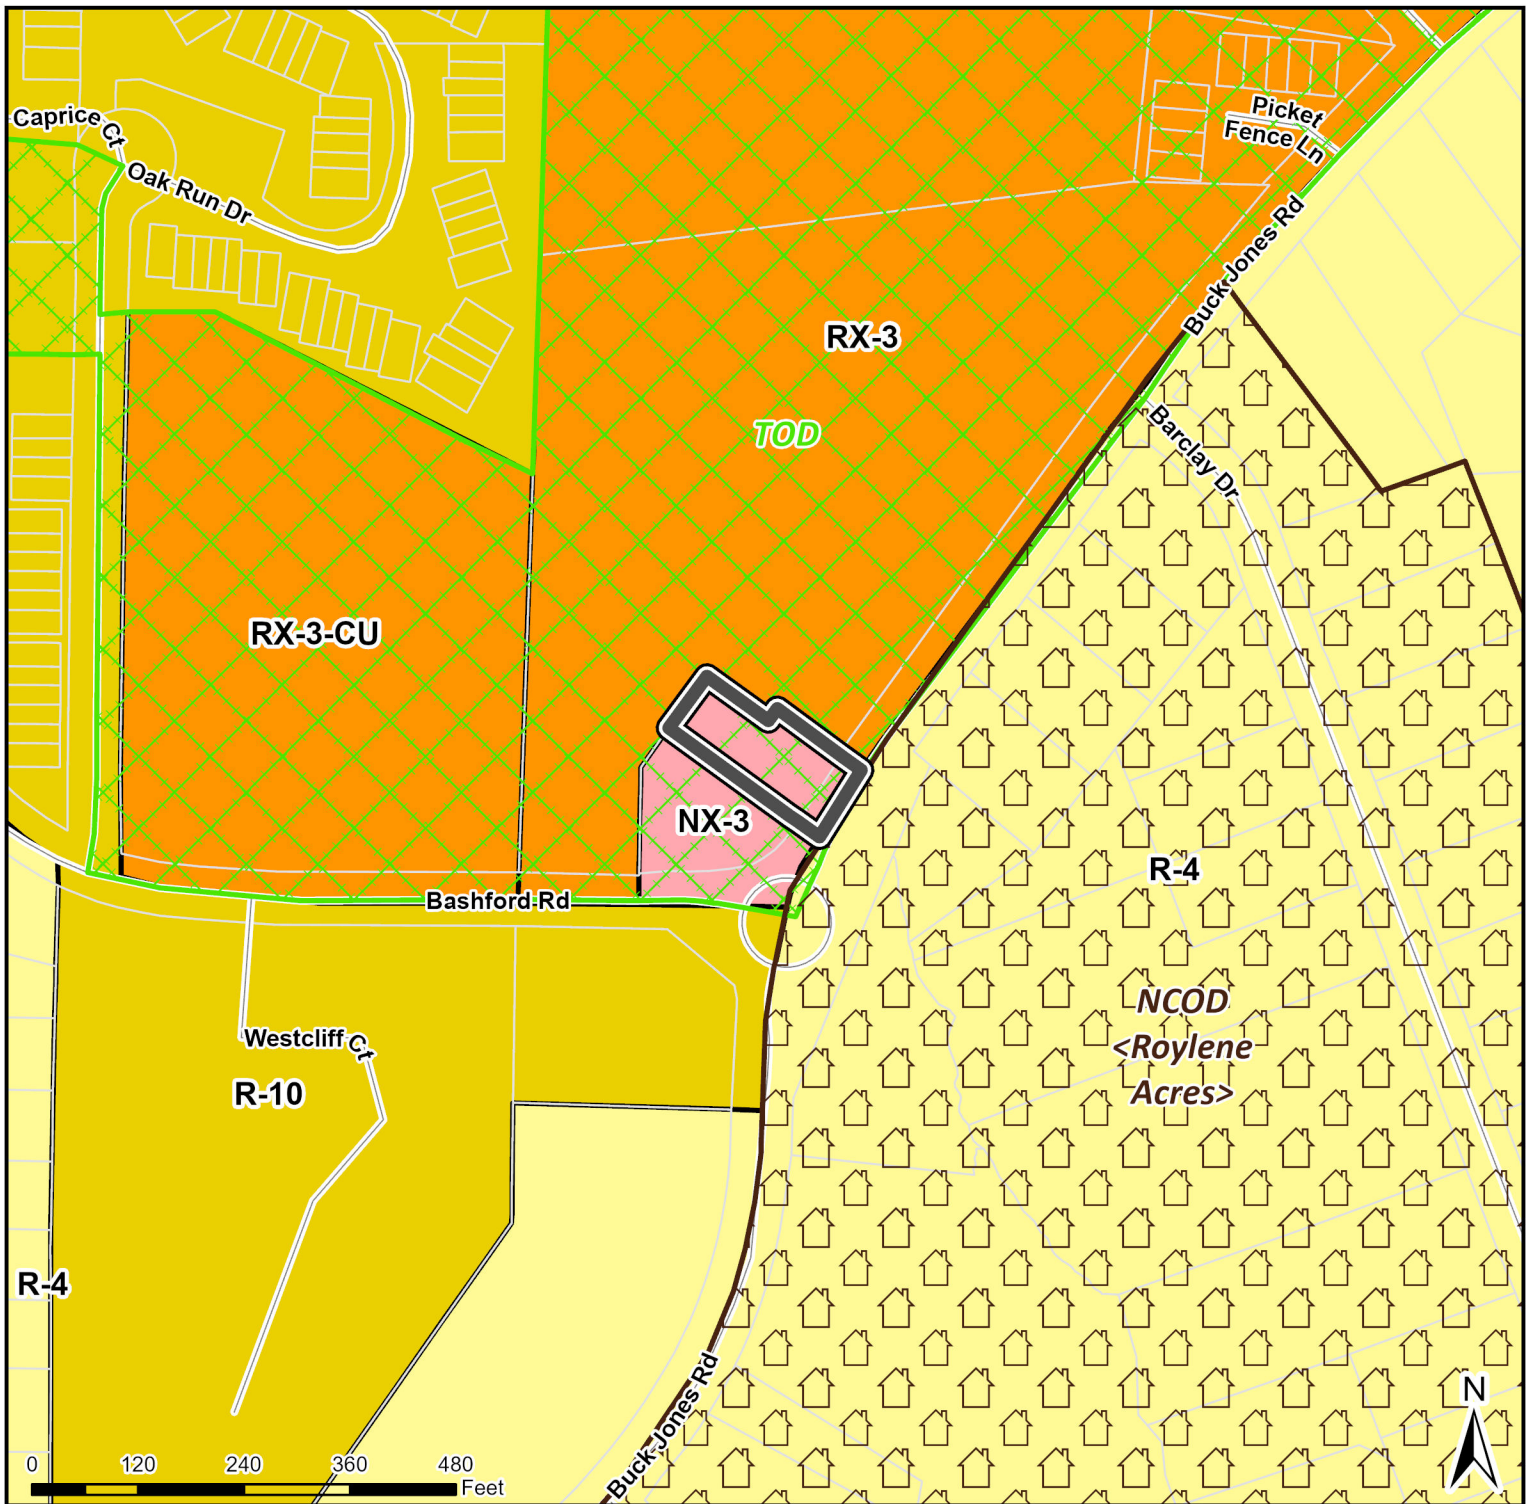 Picket
Fence Ln
Caprice Ct
Oak Run Dr
Buck Jones Rd
RX-3
TOD
Barclay Dr
RX-3-CU
NX-3
R-4
Bashford Rd
NCOD
<Roylene
Acres>
Westcliff Ct
R-10
R-4
Buck Jones Rd
N
0 120 240 360 480
Feet